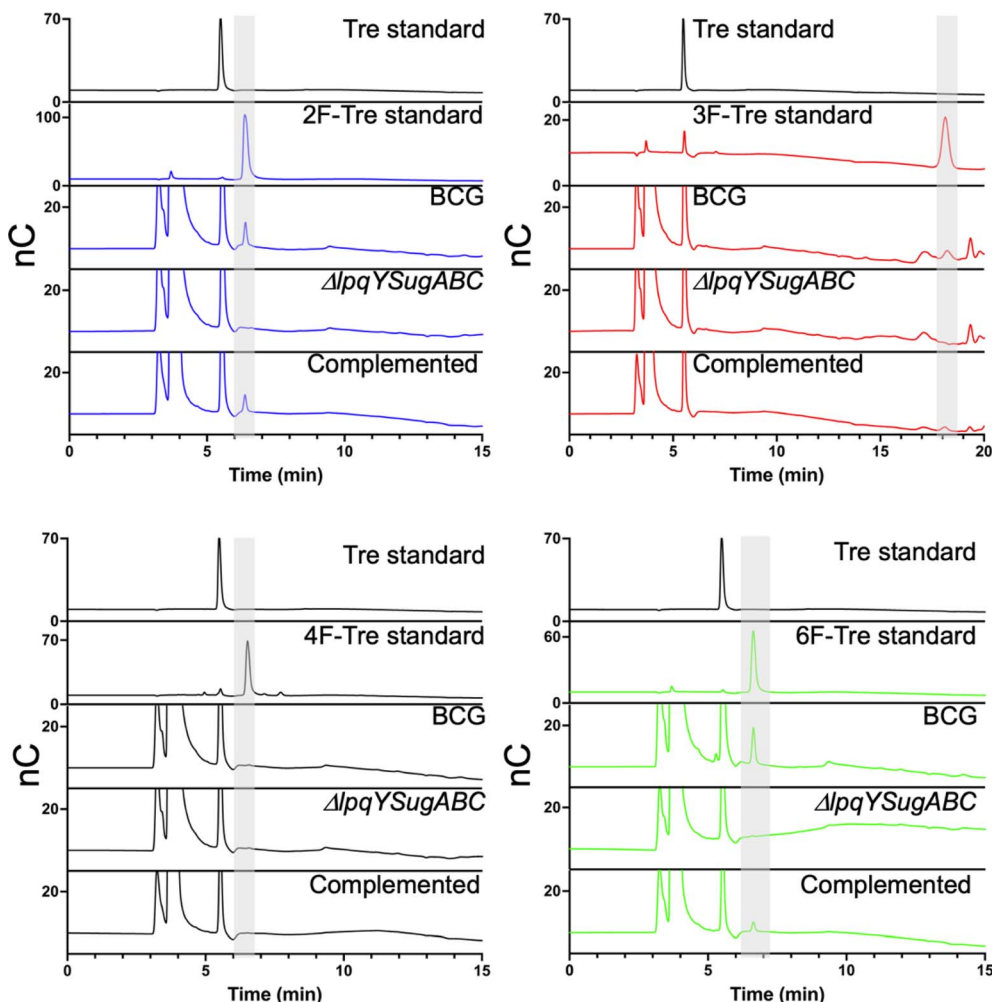 70
Tre standard
0
100
2F-Tre standard
0
20
BCG
20
ΔlpqYSugABC
20
Complemented
nC
0 5 10 15
Time (min)
70
Tre standard
0
20
3F-Tre standard
0
20
BCG
20
ΔlpqYSugABC
20
Complemented
nC
0 5 10 15 20
Time (min)
70
Tre standard
0
70
4F-Tre standard
0
20
BCG
20
ΔlpqYSugABC
20
Complemented
nC
0 5 10 15
Time (min)
70
Tre standard
0
60
6F-Tre standard
0
20
BCG
20
ΔlpqYSugABC
20
Complemented
nC
0 5 10 15
Time (min)